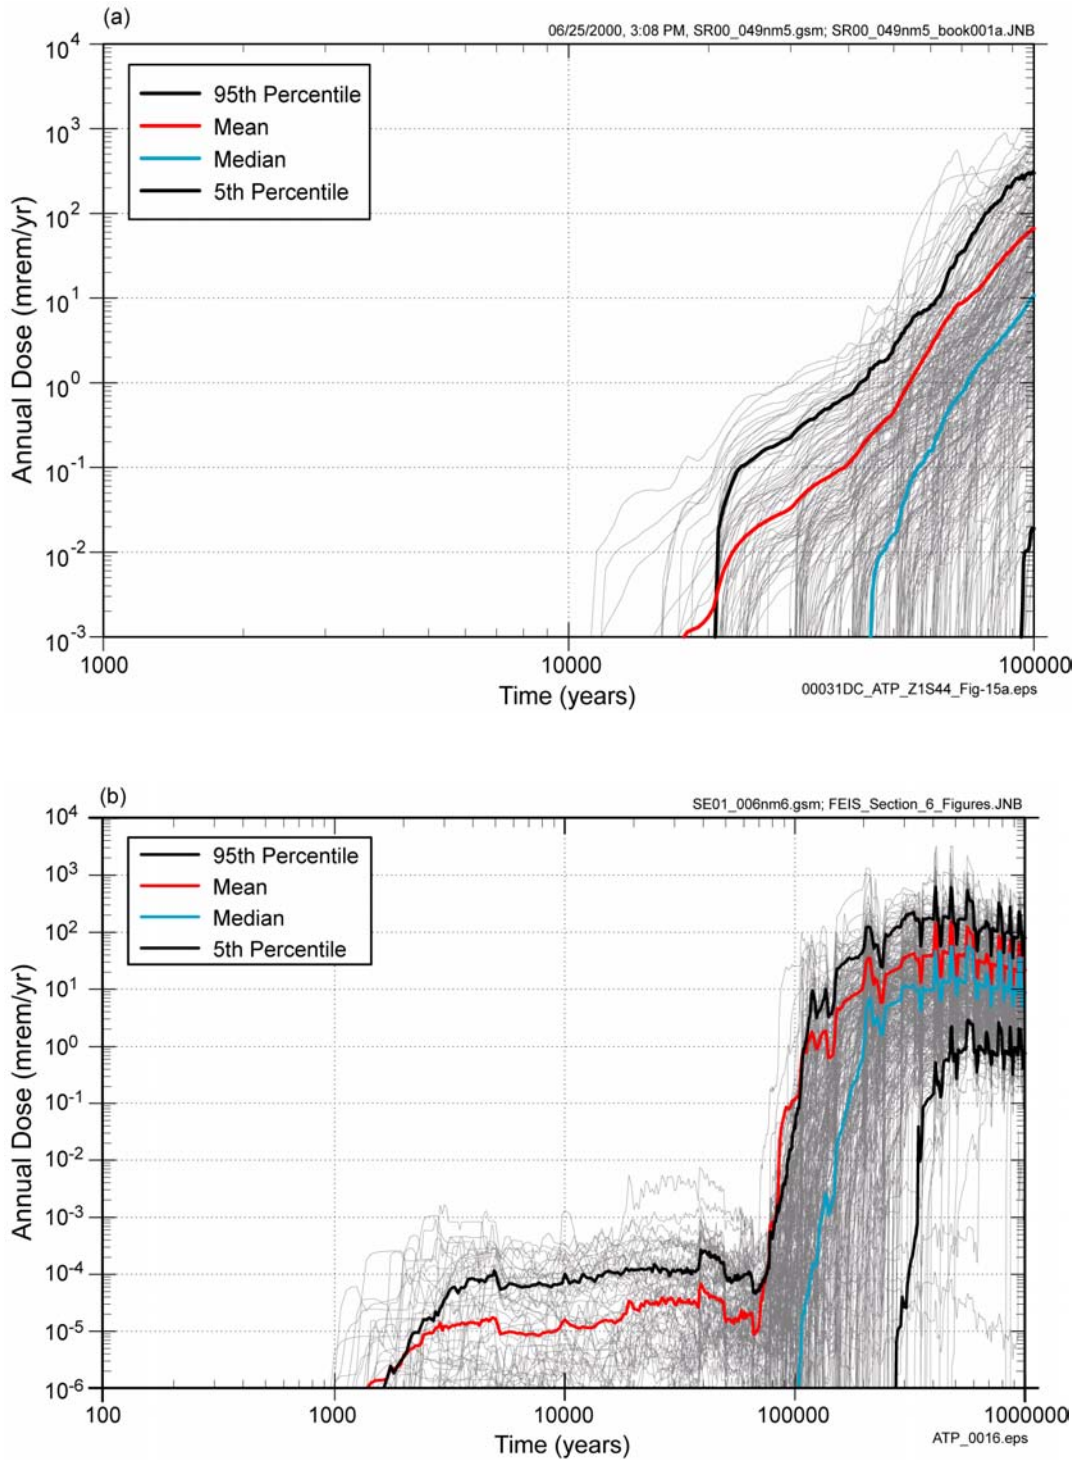 (a)
06/25/2000, 3:08 PM, SR00_049nm5.gsm; SR00_049nm5_book001a.JNB
10^4
10^3
10^2
10^1
10^0
10^-1
10^-2
10^-3
Annual Dose (mrem/yr)
95th Percentile
Mean
Median
5th Percentile
1000
10000
100000
Time (years)
00031DC_ATP_Z1S44_Fig-15a.eps
(b)
SE01_006nm6.gsm; FEIS_Section_6_Figures.JNB
10^4
10^3
10^2
10^1
10^0
10^-1
10^-2
10^-3
10^-4
10^-5
10^-6
Annual Dose (mrem/yr)
95th Percentile
Mean
Median
5th Percentile
100
1000
10000
100000
1000000
Time (years)
ATP_0016.eps